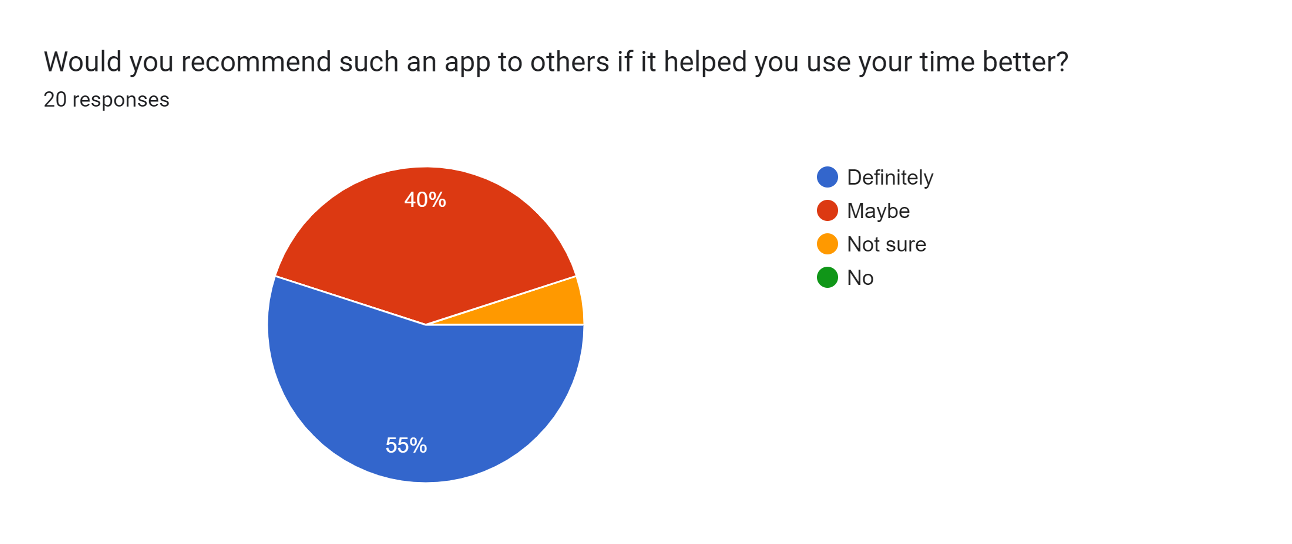 Would you recommend such an app to others if it helped you use your time better?
20 responses
40%
55%
Definitely
Maybe
Not sure
No